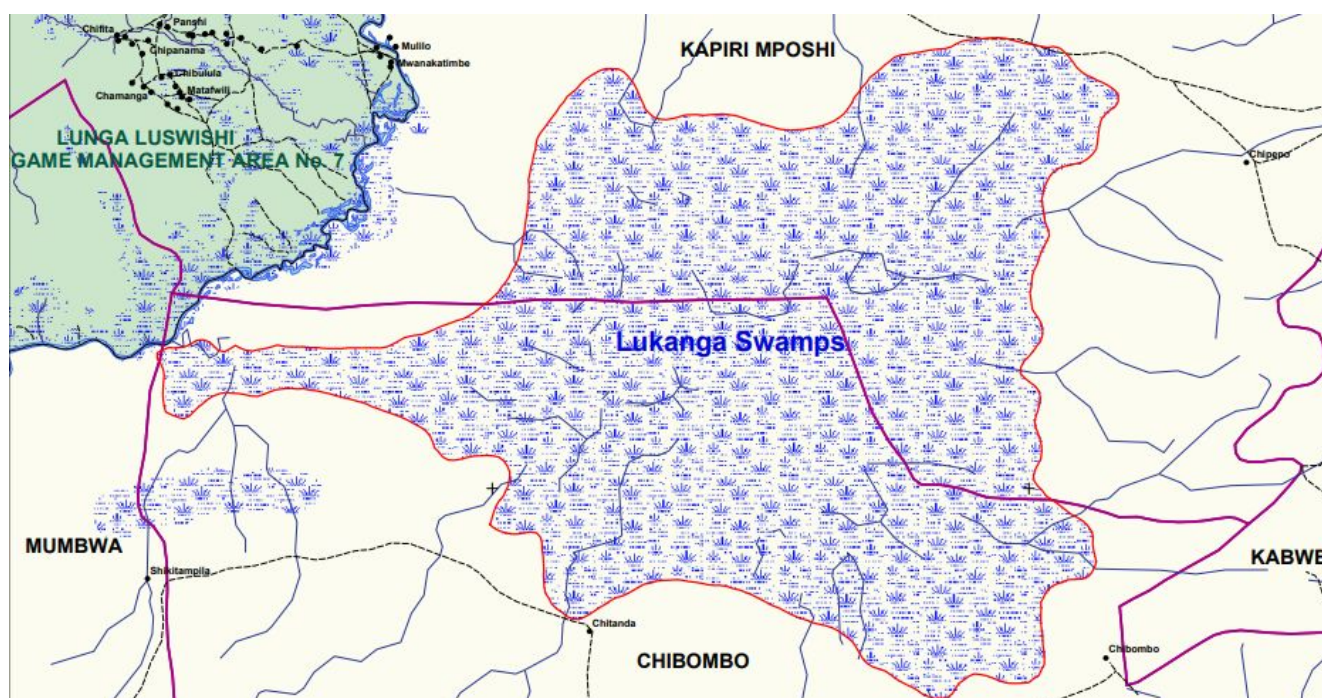 Panshi
Chifita
Chipanama
Mulilo
Mwanakatimbe
KAPIRI MPOSHI
Chibulula
Chamanga
Matafwili
LUNGA LUSWISHI
GAME MANAGEMENT AREA No. 7
Chipepo
Lukanga Swamps
MUMBWA
KABWE
Shikitampila
Chitanda
CHIBOMBO
Chibombo